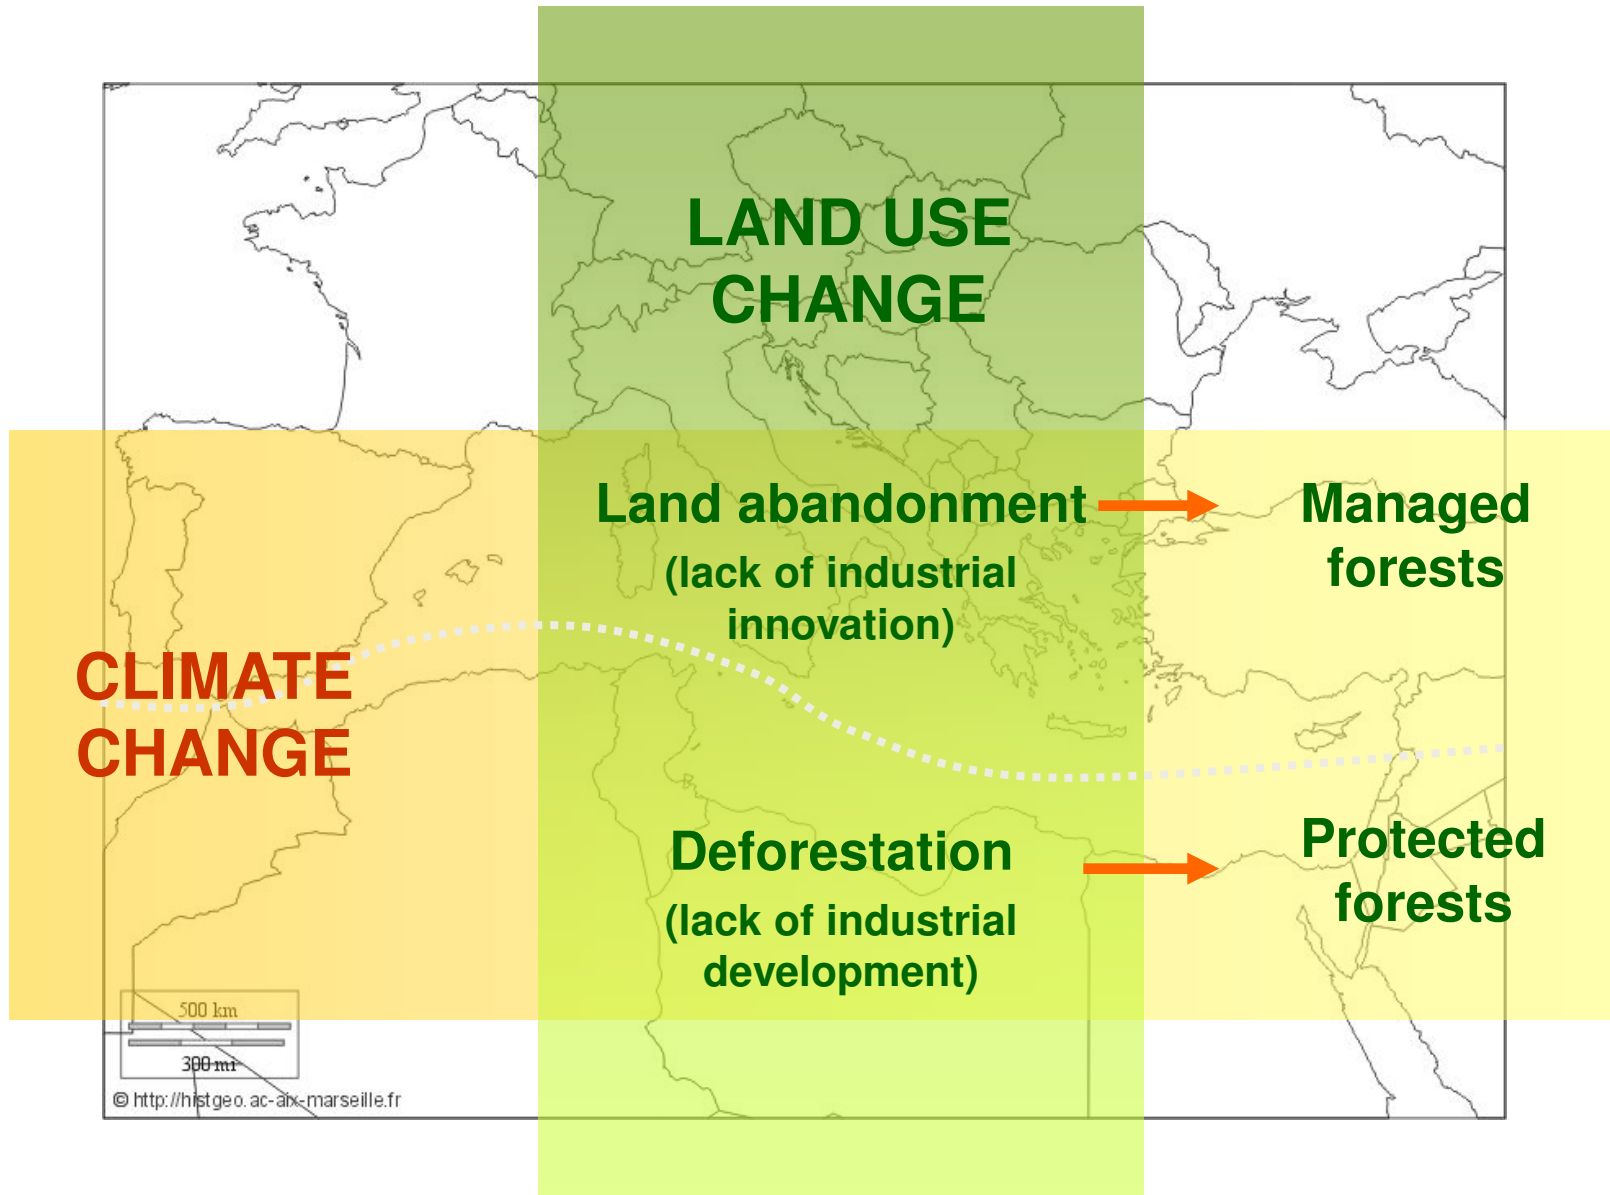 LAND USE
CHANGE
Land abandonment
(lack of industrial
innovation)
Managed
forests
CLIMATE
CHANGE
Deforestation
(lack of industrial
development)
Protected
forests
500 km
300 mi
© http://histgeo.ac-aix-marseille.fr